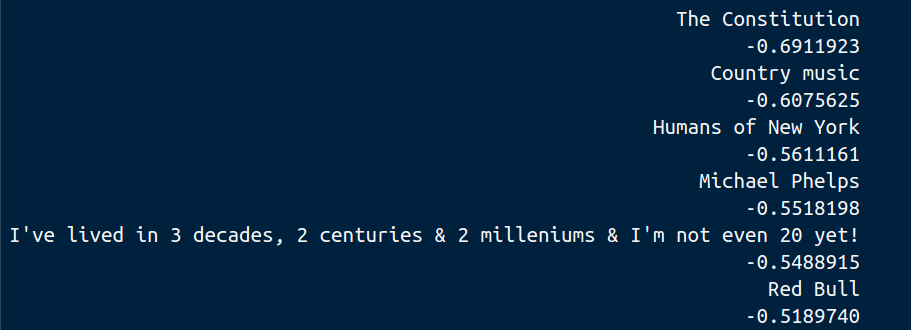 The Constitution
-0.6911923
Country music
-0.6075625
Humans of New York
-0.5611161
Michael Phelps
-0.5518198
I've lived in 3 decades, 2 centuries & 2 milleniums & I'm not even 20 yet!
-0.5488915
Red Bull
-0.5189740